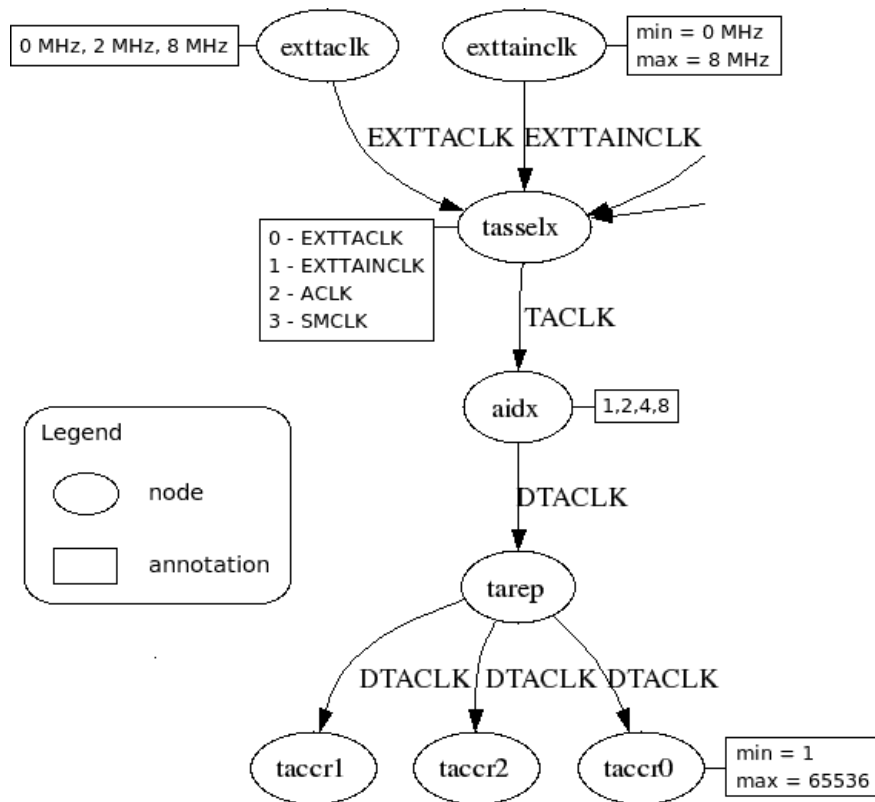 0 MHz, 2 MHz, 8 MHz
exttaclk
exttainclk
min = 0 MHz
max = 8 MHz
EXTTACLK
EXTTAINCLK
tasselx
0 - EXTTACLK
1 - EXTTAINCLK
2 - ACLK
3 - SMCLK
TACLK
aidx
1,2,4,8
Legend
node
annotation
DTACLK
tarep
DTACLK
DTACLK
DTACLK
taccr1
taccr2
taccr0
min = 1
max = 65536